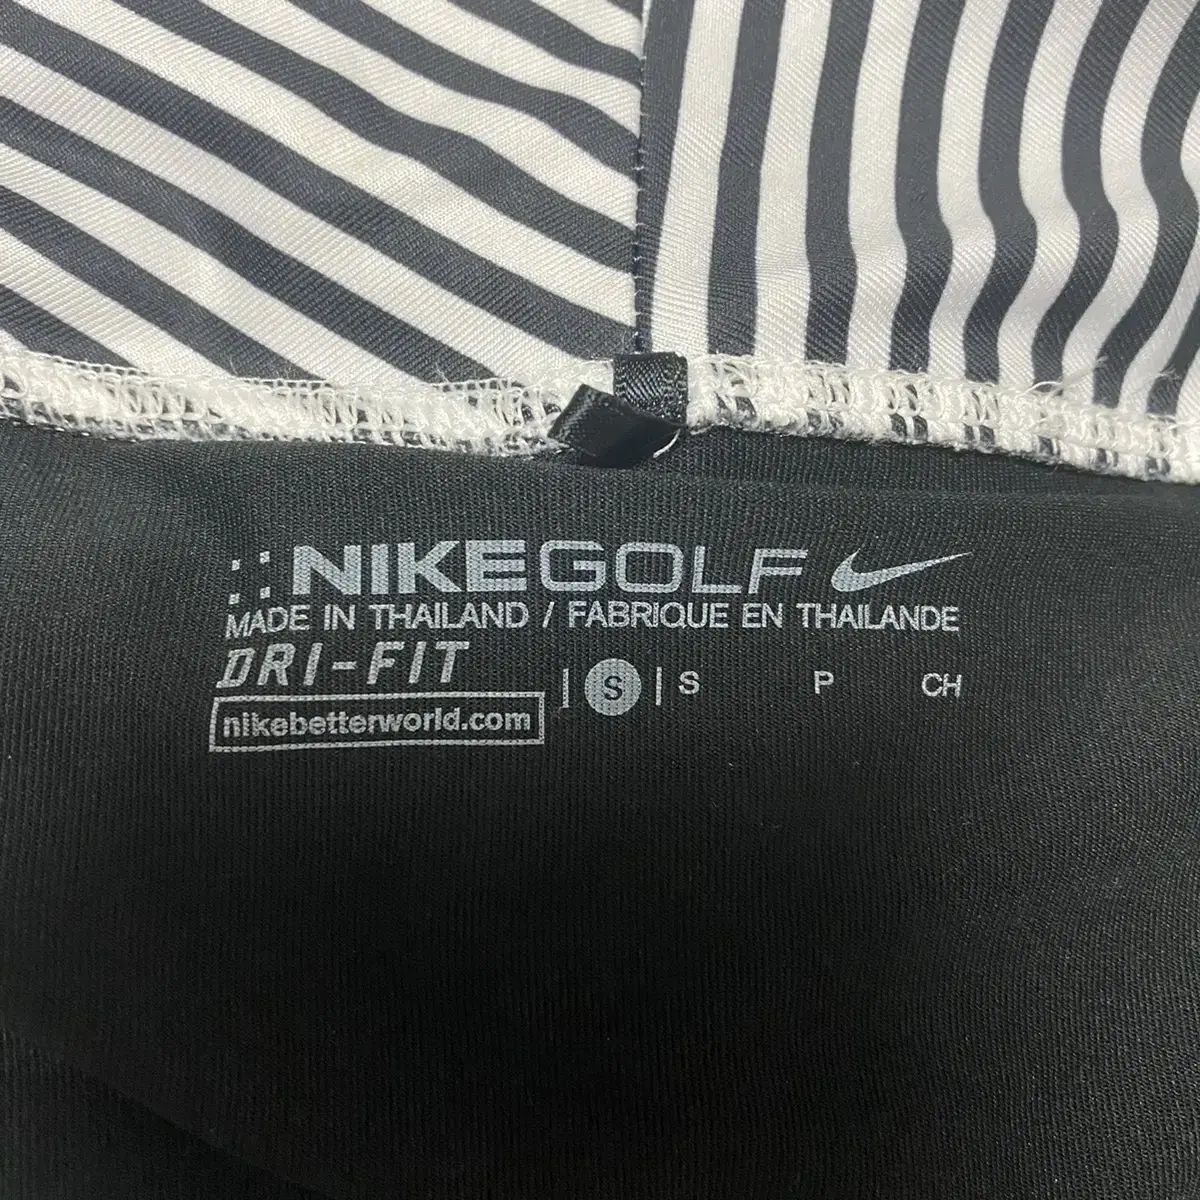 NIKEGOLF
MADE IN THAILAND / FABRIQUE EN THAILANDE
DRI-FIT | S | S P CH
nikebetterworld.com